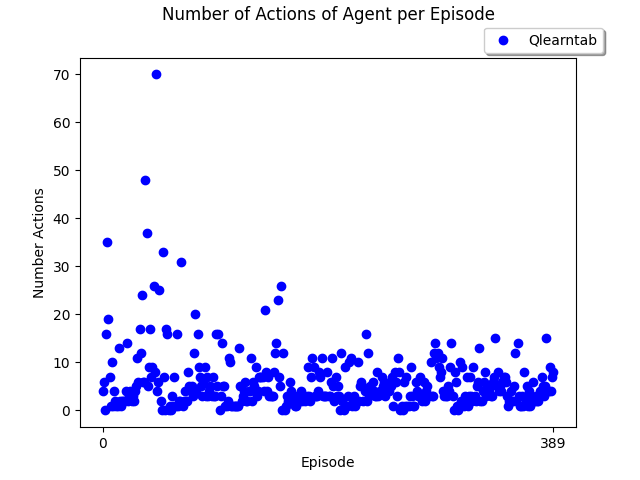 Number of Actions of Agent per Episode
Qlearntab
70
60
50
40
30
20
10
0
Number Actions
0 389
Episode